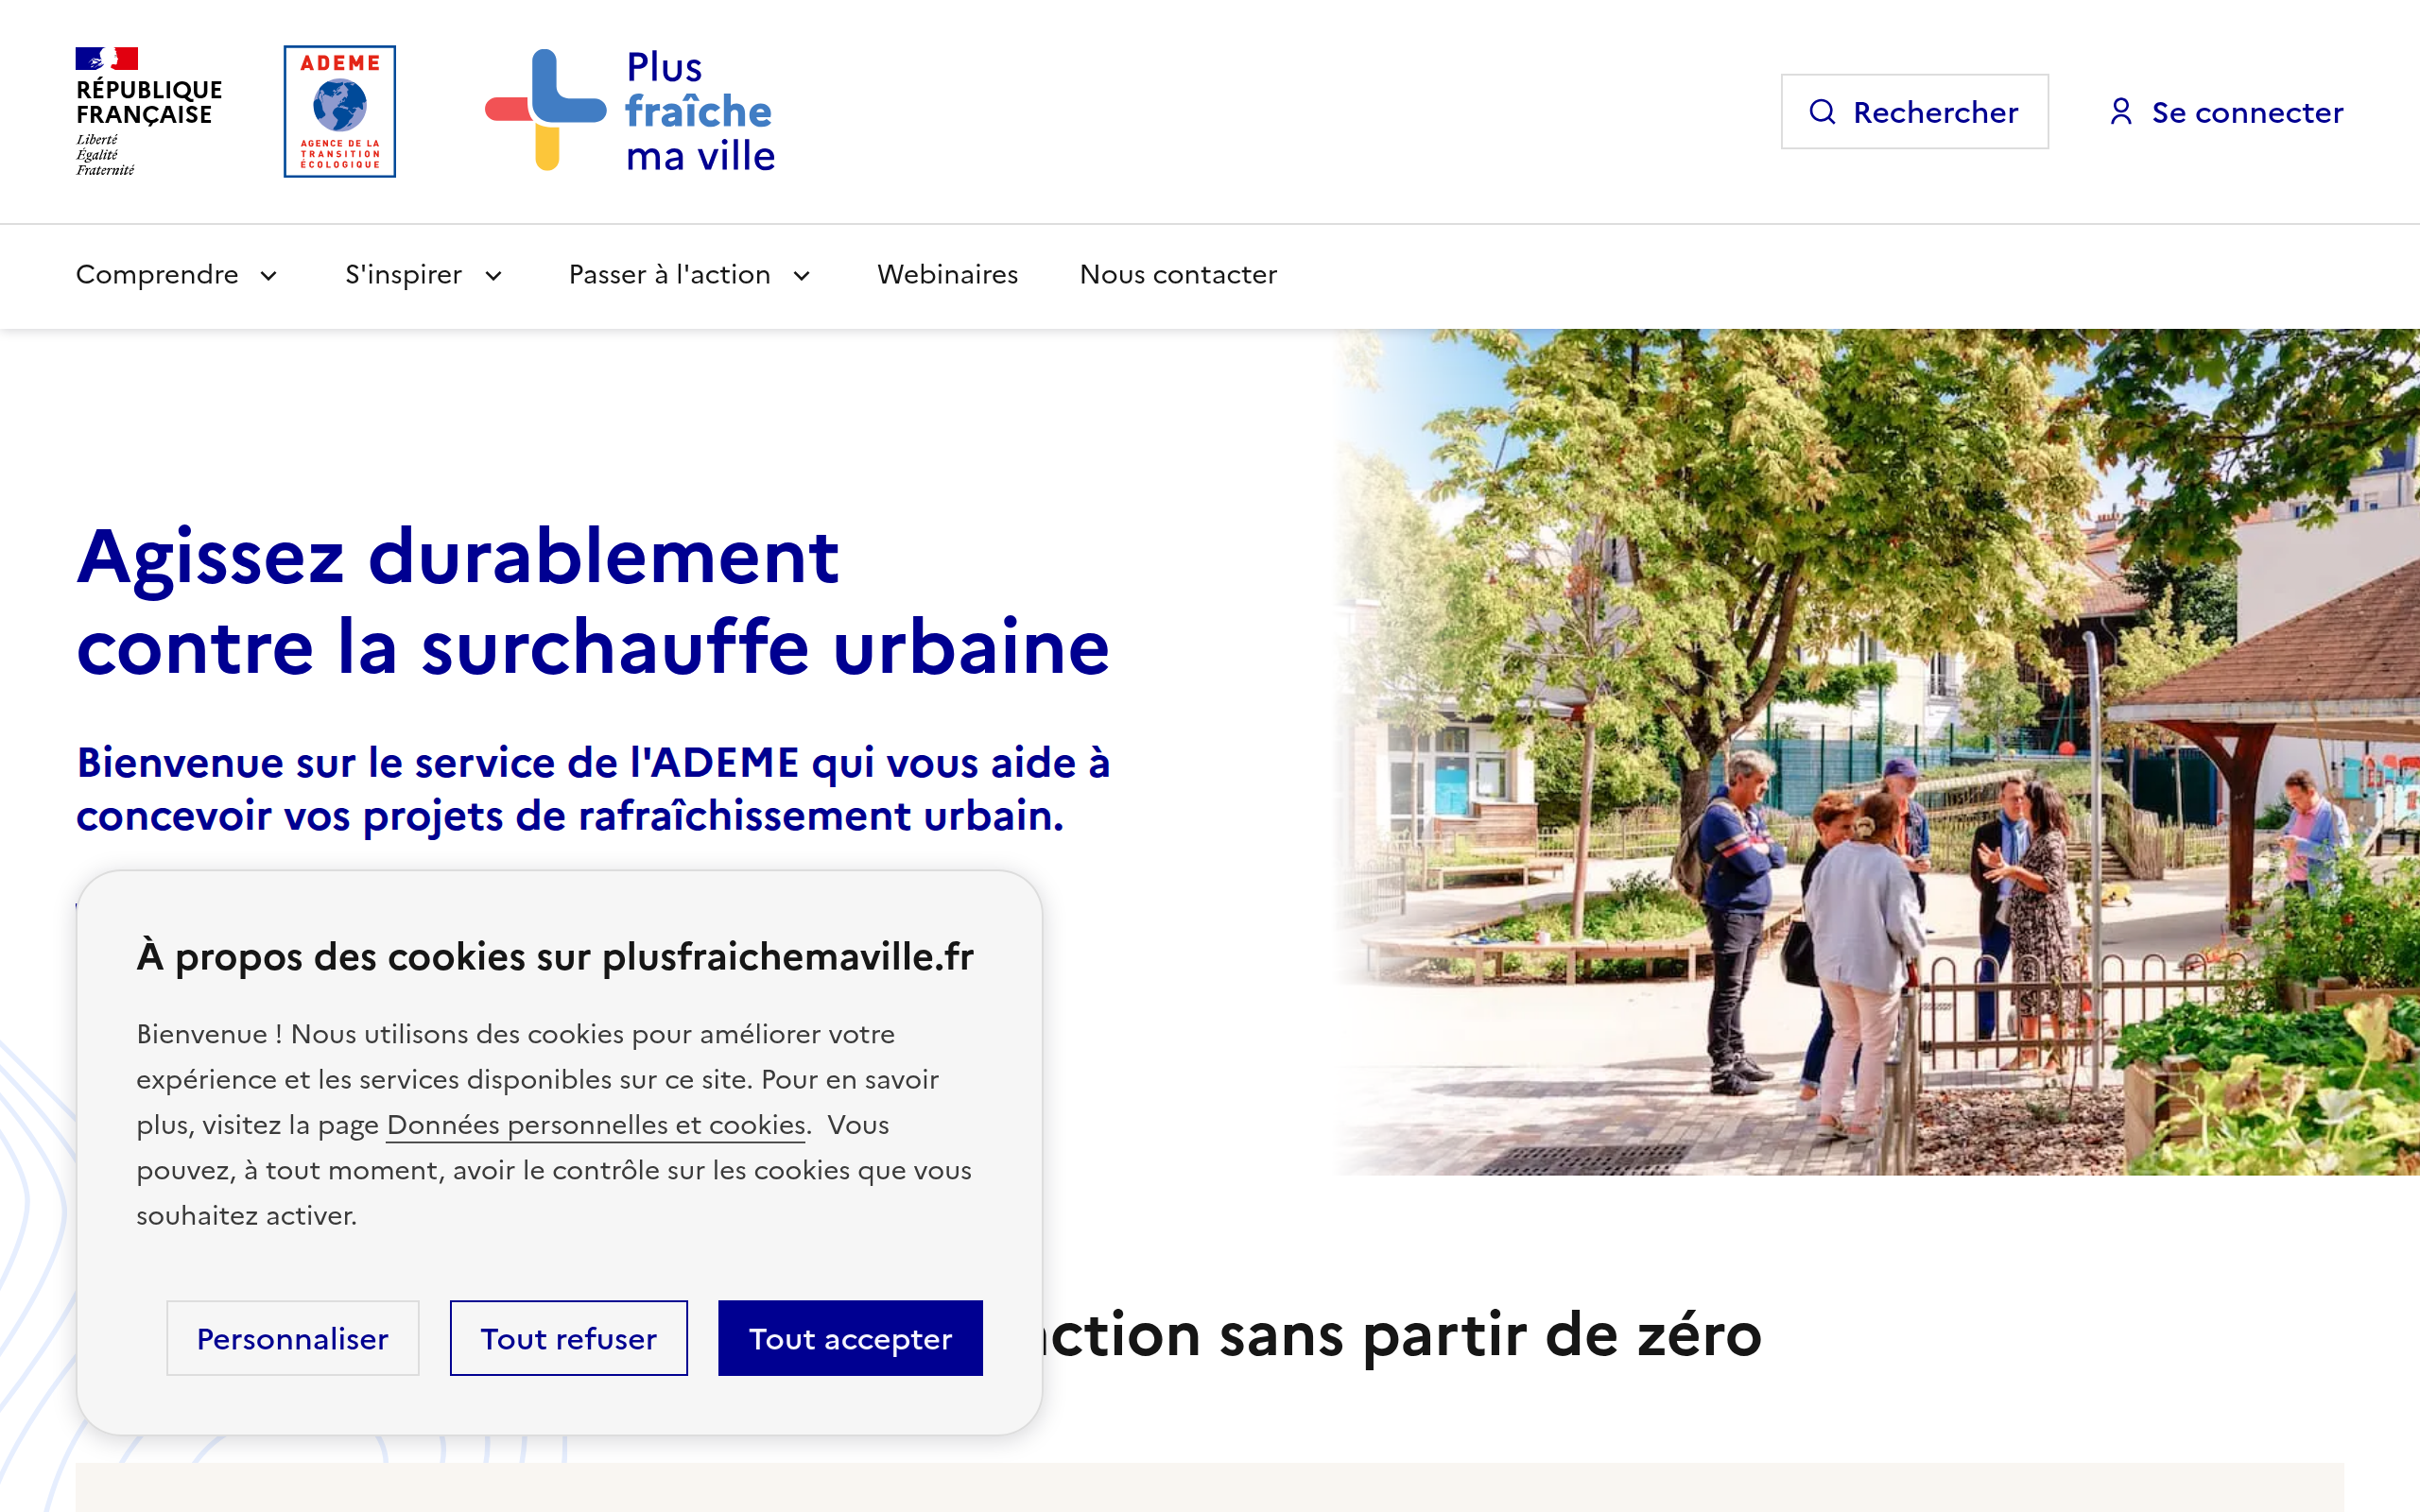 RÉPUBLIQUE
FRANÇAISE
Liberté
Égalité
Fraternité
ADEME
AGENCE DE LA
TRANSITION
ÉCOLOGIQUE
Plus
fraîche
ma ville
Rechercher
Se connecter
Comprendre
S'inspirer
Passer à l'action
Webinaires
Nous contacter
Agissez durablement
contre la surchauffe urbaine
Bienvenue sur le service de l'ADEME qui vous aide à
concevoir vos projets de rafraîchissement urbain.
À propos des cookies sur plusfraichemaville.fr
Bienvenue ! Nous utilisons des cookies pour améliorer votre
expérience et les services disponibles sur ce site. Pour en savoir
plus, visitez la page Données personnelles et cookies. Vous
pouvez, à tout moment, avoir le contrôle sur les cookies que vous
souhaitez activer.
Personnaliser
Tout refuser
Tout accepter
ction sans partir de zéro